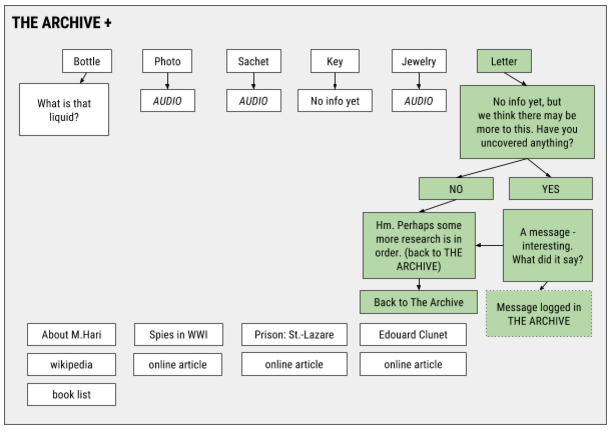 THE ARCHIVE +
Bottle
Photo
Sachet
Key
Jewelry
Letter
What is that
liquid?
AUDIO
AUDIO
No info yet
AUDIO
No info yet, but
we think there may be
more to this. Have you
uncovered anything?
NO
YES
Hm. Perhaps some
more research is in
order. (back to THE
ARCHIVE)
A message -
interesting.
What did it say?
Back to The Archive
Message logged in
THE ARCHIVE
About M.Hari
Spies in WWI
Prison: St.-Lazare
Edouard Clunet
wikipedia
online article
online article
online article
book list